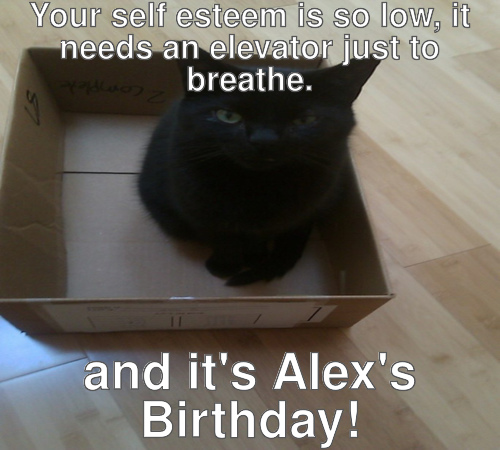 Your self esteem is so low, it
needs an elevator just to
breathe.
and it's Alex's
Birthday!